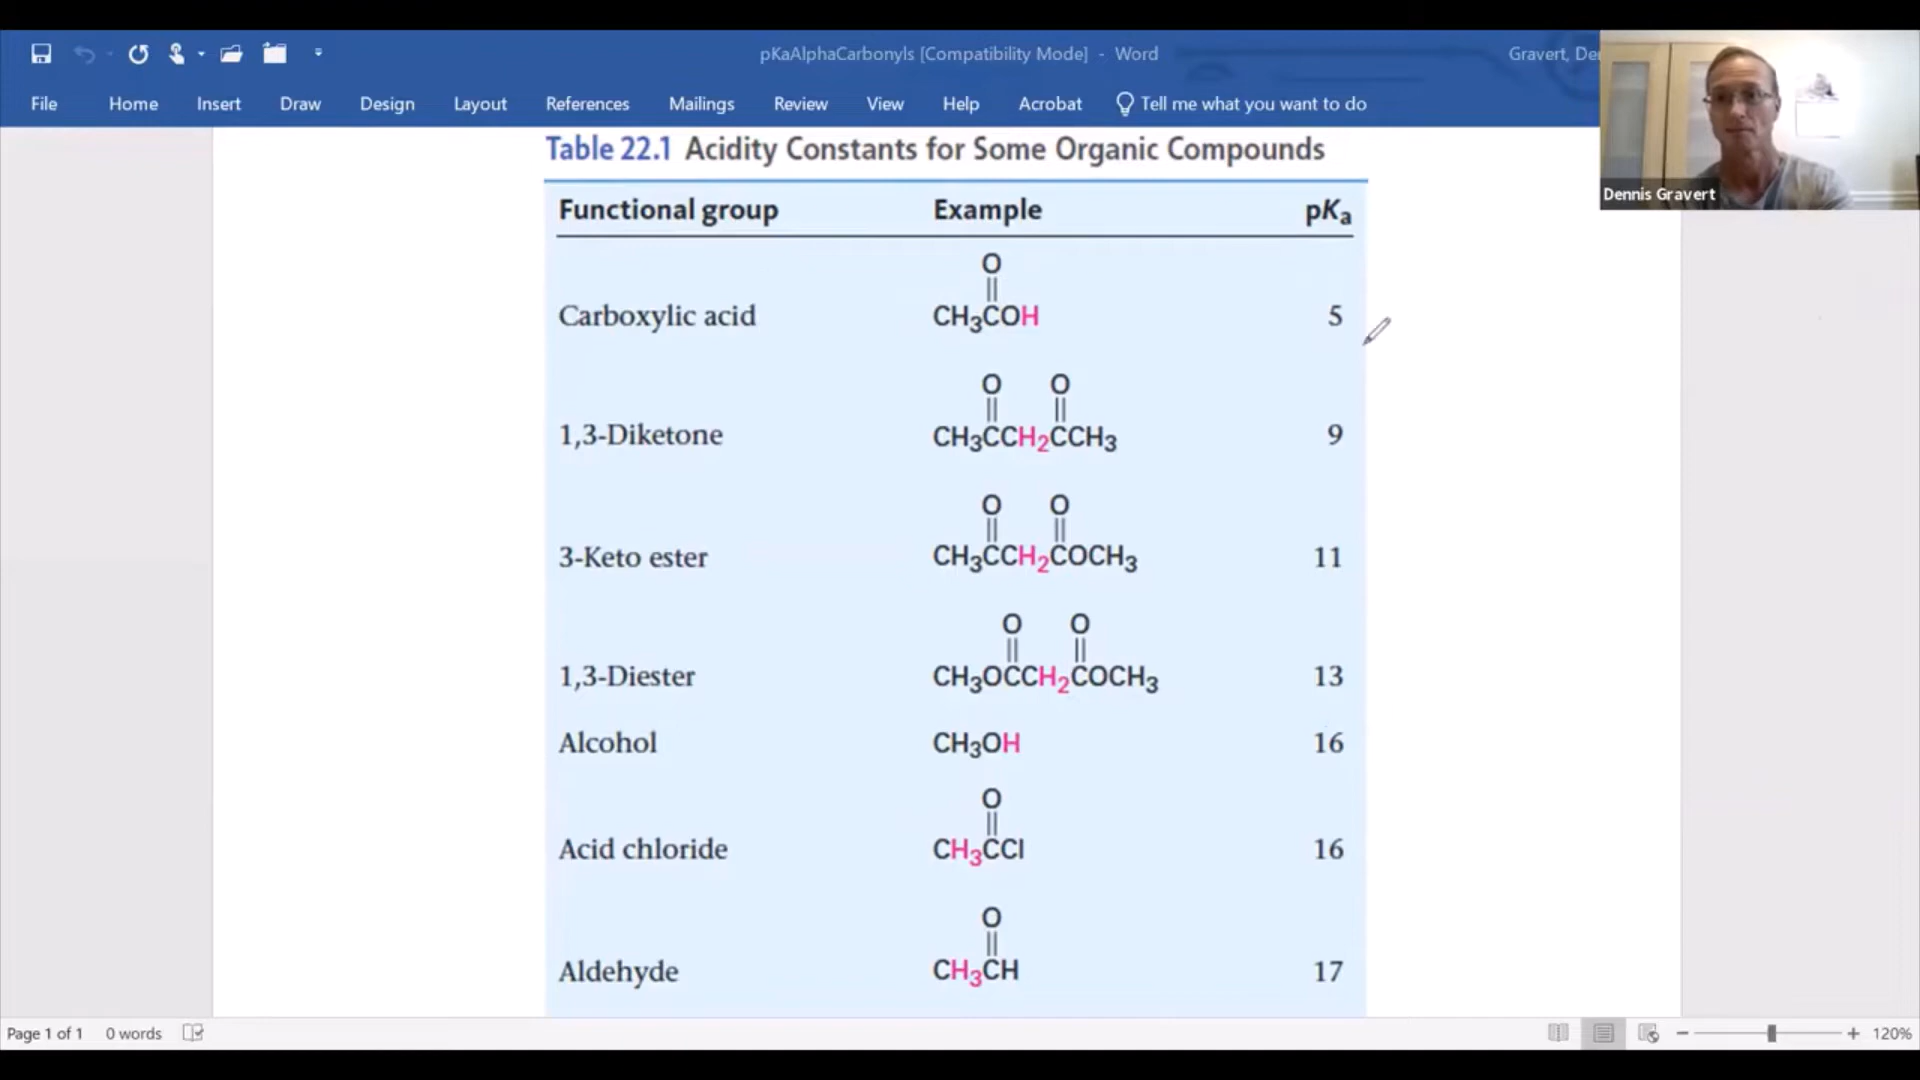 pKaAlphaCarbonyls [Compatibility Mode] - Word
Gravert, De
File Home Insert Draw Design Layout References Mailings Review View Help Acrobat Tell me what you want to do
Dennis Gravert
Table 22.1 Acidity Constants for Some Organic Compounds
Functional group Example pKa
O
Carboxylic acid CH3COH 5
O O
1,3-Diketone CH3CCH2CCH3 9
O O
3-Keto ester CH3CCH2COCH3 11
O O
1,3-Diester CH3OCCH2COCH3 13
Alcohol CH3OH 16
O
Acid chloride CH3CCl 16
O
Aldehyde CH3CH 17
Page 1 of 1 0 words 120%